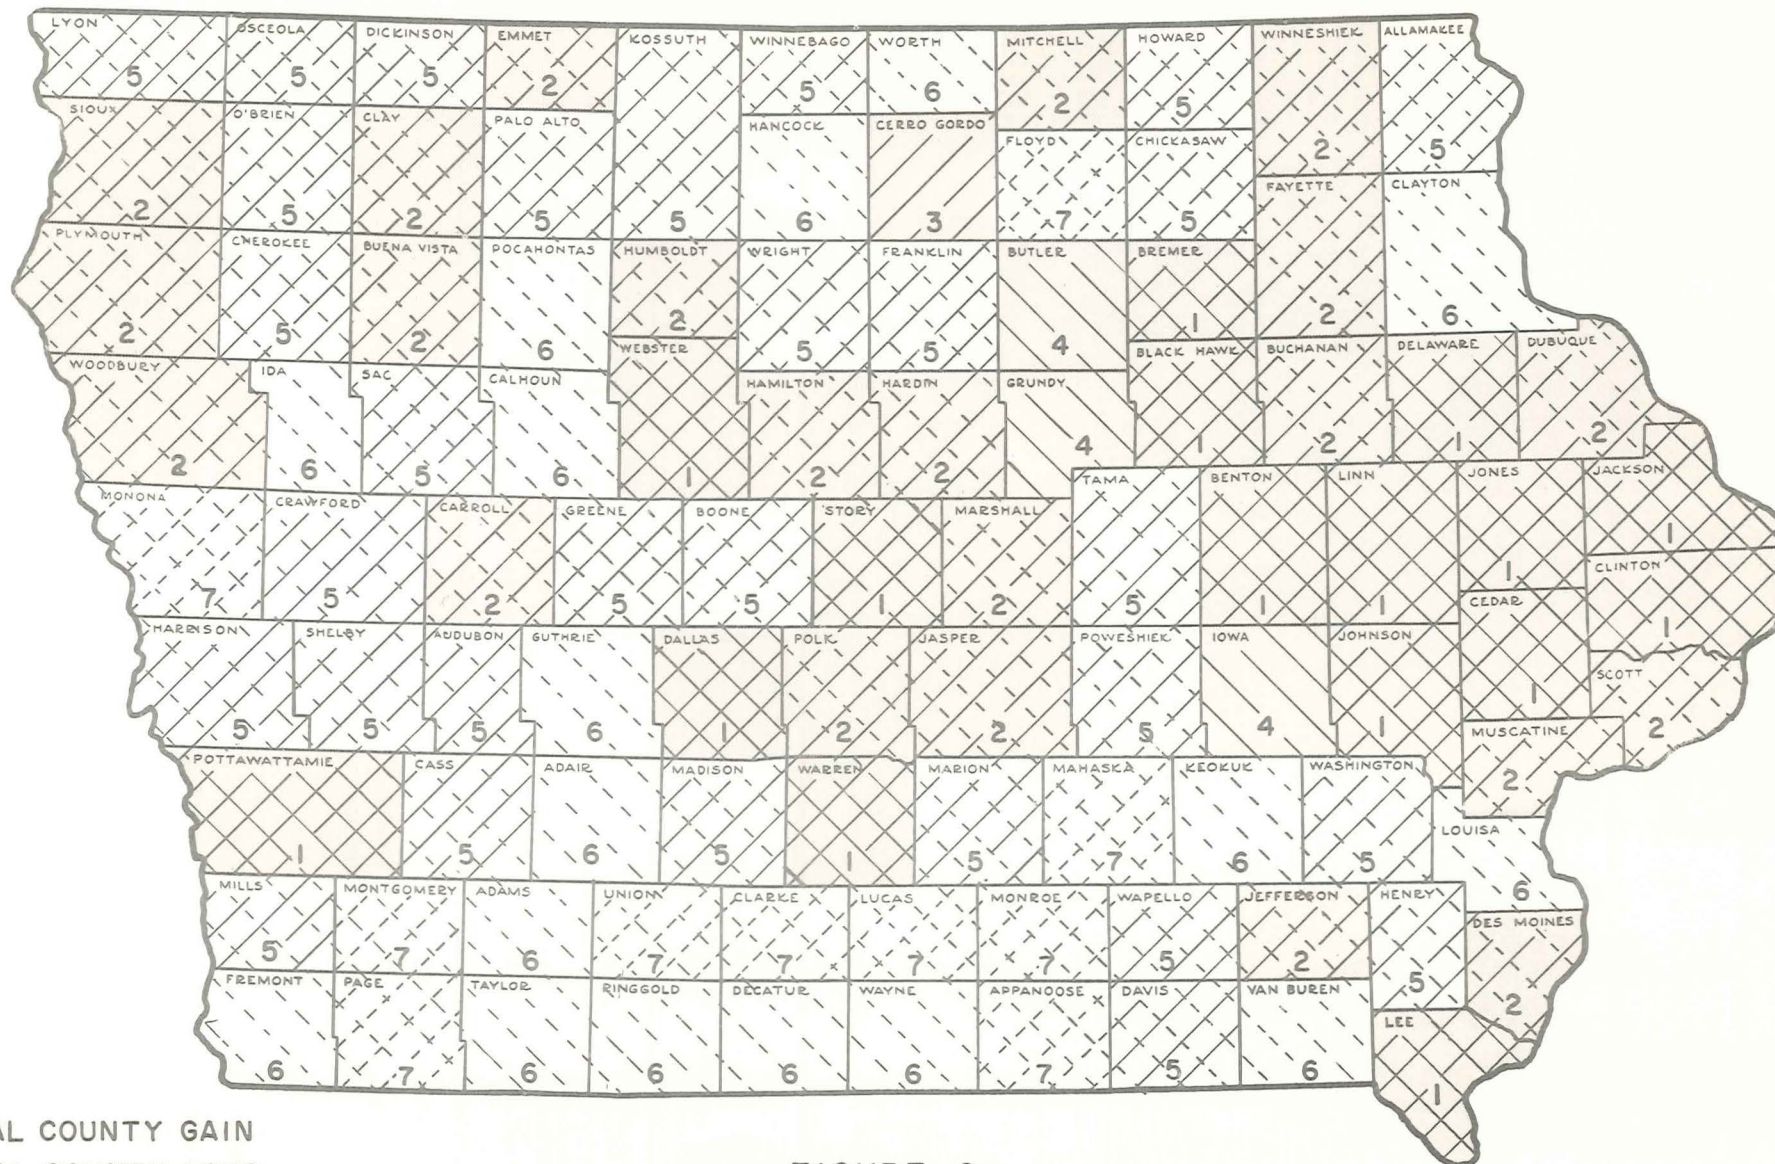 LYON OSCEOLA DICKINSON EMMET KOSSUTH WINNEBAGO WORTH MITCHELL HOWARD WINNESHIEK ALLAMAKEE
5 5 5 2 5 6 2 5
SIOUX O'BRIEN CLAY PALO ALTO HANCOCK CERRO GORDO FLOYD CHICKASAW
2 5
2 5 2 5 5 6 3 7 5
FAYETTE CLAYTON
PLYMOUTH CHEROKEE BUENA VISTA POCAHONTAS HUMBOLDT WRIGHT FRANKLIN BUTLER BREMER
2 5 2 6 2 5 5 4 1 2 6
WOODBURY IDA SAC CALHOUN WEBSTER HAMILTON HARDIN GRUNDY BLACK HAWK BUCHANAN DELAWARE DUBUQUE
2 6 5 6 1 2 2 4 1 2 1 2
MONONA CRAWFORD CARROLL GREENE BOONE STORY MARSHALL TAMA BENTON LINN JONES JACKSON
7 5 2 5 5 1 2 5 1 1 1 1
CLINTON
1
CEDAR
1
HARRISON SHELBY AUDUBON GUTHRIE DALLAS POLK JASPER POWESHIEK IOWA JOHNSON SCOTT
5 5 5 6 1 2 2 5 4 1 2
MUSCATINE
2
POTTAWATTAMIE CASS ADAIR MADISON WARREN MARION MAHASKA KEOKUK WASHINGTON
1 5 6 5 1 5 7 6 5
LOUISA
6
MILLS MONTGOMERY ADAMS UNION CLARKE LUCAS MONROE WAPELLO JEFFERSON HENRY DES MOINES
5 7 6 7 7 7 7 5 2 5 2
FREMONT PAGE TAYLOR RINGGOLD DECATUR WAYNE APPANOOSE DAVIS VAN BUREN LEE
6 7 6 6 6 6 7 5 6 1
COUNTY GAIN